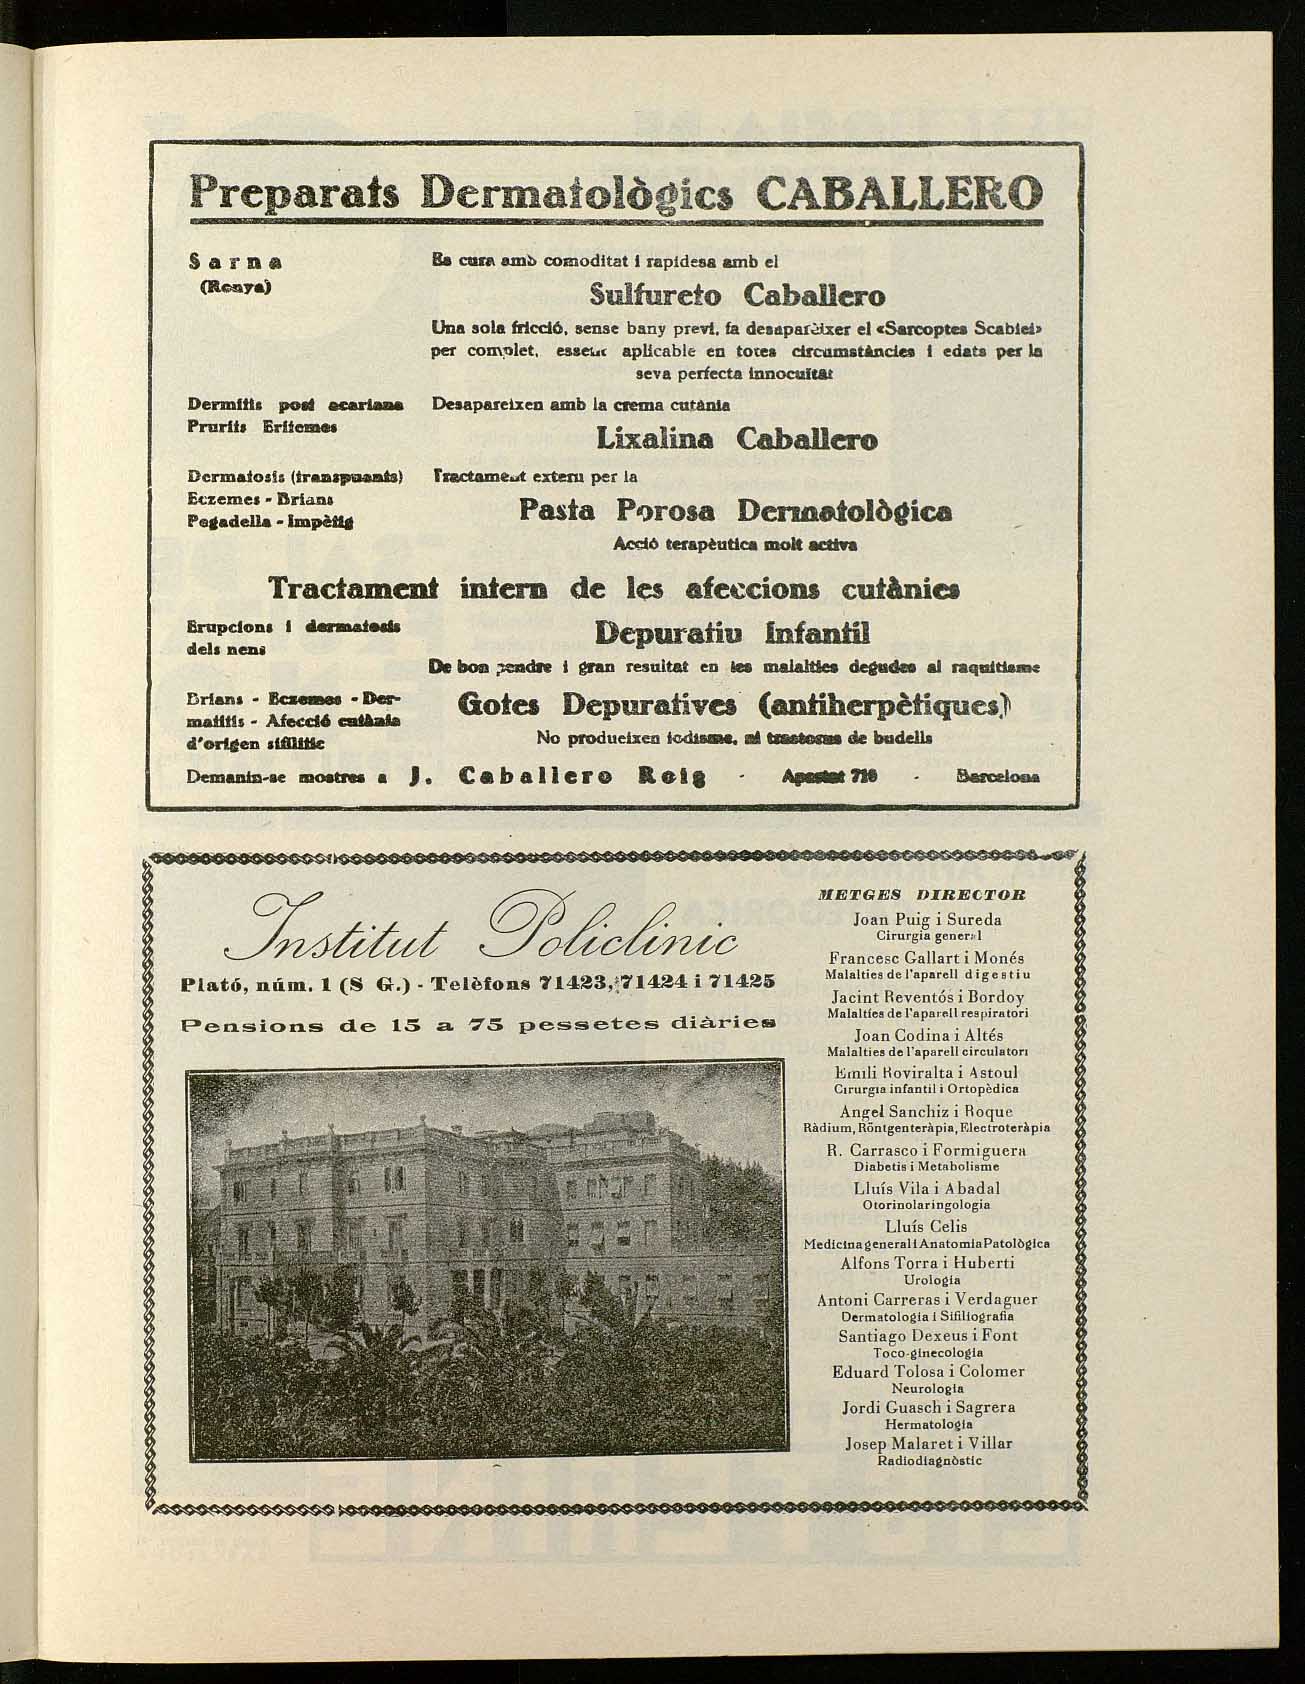 Preparats Dermatològics CABALLERO
Sarna
(Ronya)
Es cura amb comoditat i rapidesa amb el
Sulfureto Caballero
Una sola fricció, sense bany previ, fa desaparèixer el «Sarcoptes Scabiei»
per complet, essent aplicable en totes circumstàncies i edats per la
seva perfecta innocuïtat
Dermitis post acariana
Pruritis Eritemes
Desapareixen amb la crema cutània
Lixalina Caballero
Dermatosis (transpuants)
Eczemes - Brians
Pegadella - Impètig
Tractament extern per la
Pasta Porosa Dermatològica
Acció terapèutica molt activa
Tractament intern de les afeccions cutànies
Erupcions i dermatosis
dels nens
Depuratiu Infantil
De bon pendre i gran resultat en les malalties degudes al raquitisme
Brians - Eczemes - Der-
matitis - Afecció cutània
d'origen sifilític
Gotes Depuratives (antiherpètiques)
No produeixen iodisme, ni trastorns de budells
Demanin-se mostres a J. Caballero Roig - Apartat 710 - Barcelona
Institut Policlinic
Plató, núm. 1 (S G.) - Telèfons 71423, 71424 i 71425
Pensions de 15 a 75 pessetes diàries
METGES DIRECTOR
Joan Puig i Sureda
Cirurgia general
Francesc Gallart i Monés
Malalties de l'aparell digestiu
Jacint Reventós i Bordoy
Malalties de l'aparell respiratori
Joan Codina i Altés
Malalties de l'aparell circulatori
Emili Roviralta i Astoul
Cirurgia infantil i Ortopèdica
Angel Sanchiz i Roque
Ràdium, Röntgenteràpia, Electroteràpia
R. Carrasco i Formiguera
Diabetis i Metabolisme
Lluís Vila i Abadal
Otorinolaringologia
Lluís Celis
Medicina general i Anatomia Patològica
Alfons Torra i Huberti
Urologia
Antoni Carreras i Verdaguer
Dermatologia i Sifiliografia
Santiago Dexeus i Font
Toco-ginecologia
Eduard Tolosa i Colomer
Neurologia
Jordi Guasch i Sagrera
Hermatologia
Josep Malaret i Villar
Radiodiagnòstic